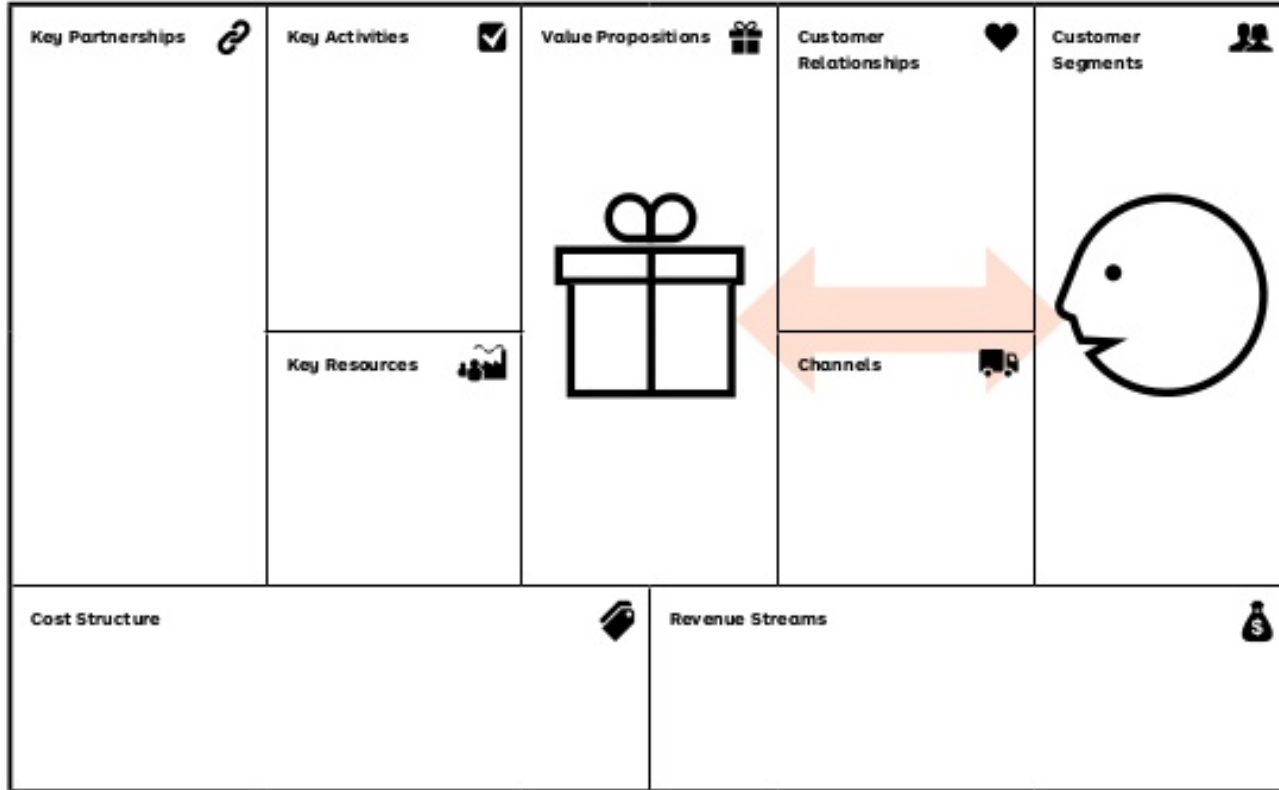 Key Partnerships
Key Activities
Value Propositions
Customer
Relationships
Customer
Segments
Key Resources
Channels
Cost Structure
Revenue Streams
$